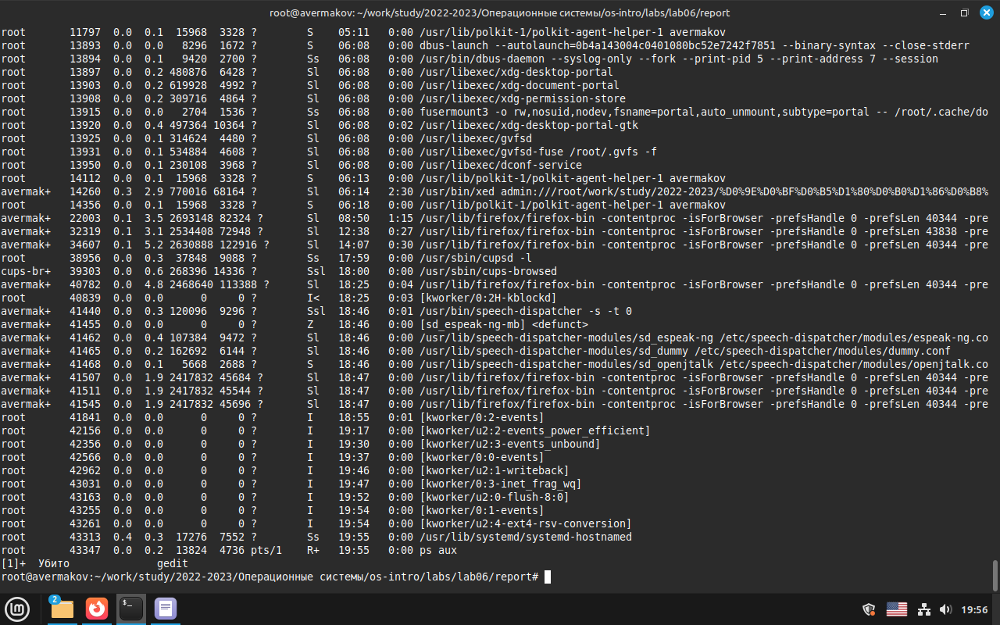 root@avermakov: ~/work/study/2022-2023/Операционные системы/os-intro/labs/lab06/report
root       11797  0.0  0.1  15968  3328 ?        S    05:11   0:00 /usr/lib/polkit-1/polkit-agent-helper-1 avermakov
root       13893  0.0  0.0   8296  1672 ?        S    06:08   0:00 dbus-launch --autolaunch=0b4a143004c0401080bc52e7242f7851 --binary-syntax --close-stderr
root       13894  0.0  0.1   9420  2700 ?        Ss   06:08   0:00 /usr/bin/dbus-daemon --syslog-only --fork --print-pid 5 --print-address 7 --session
root       13897  0.0  0.2 480876  6428 ?        Sl   06:08   0:00 /usr/libexec/xdg-desktop-portal
root       13903  0.0  0.2 619928  4992 ?        Sl   06:08   0:00 /usr/libexec/xdg-document-portal
root       13908  0.0  0.2 309716  4864 ?        Sl   06:08   0:00 /usr/libexec/xdg-permission-store
root       13915  0.0  0.0   2704  1536 ?        Ss   06:08   0:00 fusermount3 -o rw,nosuid,nodev,fsname=portal,auto_unmount,subtype=portal -- /root/.cache/do
root       13920  0.0  0.4 497364 10364 ?        Sl   06:08   0:02 /usr/libexec/xdg-desktop-portal-gtk
root       13925  0.0  0.1 314624  4480 ?        Sl   06:08   0:00 /usr/libexec/gvfsd
root       13931  0.0  0.1 534884  4608 ?        Sl   06:08   0:00 /usr/libexec/gvfsd-fuse /root/.gvfs -f
root       13950  0.0  0.1 230108  3968 ?        Sl   06:08   0:00 /usr/libexec/dconf-service
root       14112  0.0  0.1  15968  3328 ?        S    06:13   0:00 /usr/lib/polkit-1/polkit-agent-helper-1 avermakov
avermak+   14260  0.3  2.9 770016 68164 ?        Sl   06:14   2:30 /usr/bin/xed admin:///root/work/study/2022-2023/%D0%9E%D0%BF%D0%B5%D1%80%D0%B0%D1%86%D0%B8%
root       14356  0.0  0.1  15968  3328 ?        S    06:18   0:00 /usr/lib/polkit-1/polkit-agent-helper-1 avermakov
avermak+   22003  0.1  3.5 2693148 82324 ?       Sl   08:50   1:15 /usr/lib/firefox/firefox-bin -contentproc -isForBrowser -prefsHandle 0 -prefsLen 40344 -pre
avermak+   32319  0.1  3.1 2534408 72948 ?       Sl   12:38   0:27 /usr/lib/firefox/firefox-bin -contentproc -isForBrowser -prefsHandle 0 -prefsLen 43838 -pre
avermak+   34607  0.1  5.2 2630888 122916 ?      Sl   14:07   0:30 /usr/lib/firefox/firefox-bin -contentproc -isForBrowser -prefsHandle 0 -prefsLen 40344 -pre
root       38956  0.0  0.3  37848  9088 ?        Ss   17:59   0:00 /usr/sbin/cupsd -l
cups-br+   39303  0.0  0.6 268396 14336 ?        Ssl  18:00   0:00 /usr/sbin/cups-browsed
avermak+   40782  0.0  4.8 2468640 113388 ?      Sl   18:25   0:04 /usr/lib/firefox/firefox-bin -contentproc -isForBrowser -prefsHandle 0 -prefsLen 40344 -pre
root       40839  0.0  0.0      0     0 ?        I<   18:25   0:03 [kworker/0:2H-kblockd]
avermak+   41440  0.0  0.3 120096  9296 ?        Ssl  18:46   0:01 /usr/bin/speech-dispatcher -s -t 0
avermak+   41455  0.0  0.0      0     0 ?        Z    18:46   0:00 [sd_espeak-ng-mb] <defunct>
avermak+   41462  0.0  0.4 107384  9472 ?        Sl   18:46   0:00 /usr/lib/speech-dispatcher-modules/sd_espeak-ng /etc/speech-dispatcher/modules/espeak-ng.co
avermak+   41465  0.0  0.2 162692  6144 ?        Sl   18:46   0:00 /usr/lib/speech-dispatcher-modules/sd_dummy /etc/speech-dispatcher/modules/dummy.conf
avermak+   41468  0.0  0.1   5668  2688 ?        S    18:46   0:00 /usr/lib/speech-dispatcher-modules/sd_openjtalk /etc/speech-dispatcher/modules/openjtalk.co
avermak+   41507  0.0  1.9 2417832 45684 ?       Sl   18:47   0:00 /usr/lib/firefox/firefox-bin -contentproc -isForBrowser -prefsHandle 0 -prefsLen 40344 -pre
avermak+   41511  0.0  1.9 2417832 45544 ?       Sl   18:47   0:00 /usr/lib/firefox/firefox-bin -contentproc -isForBrowser -prefsHandle 0 -prefsLen 40344 -pre
avermak+   41545  0.0  1.9 2417832 45696 ?       Sl   18:47   0:00 /usr/lib/firefox/firefox-bin -contentproc -isForBrowser -prefsHandle 0 -prefsLen 40344 -pre
root       41841  0.0  0.0      0     0 ?        I    18:55   0:01 [kworker/0:2-events]
root       42156  0.0  0.0      0     0 ?        I    19:17   0:00 [kworker/u2:2-events_power_efficient]
root       42356  0.0  0.0      0     0 ?        I    19:30   0:00 [kworker/u2:3-events_unbound]
root       42566  0.0  0.0      0     0 ?        I    19:37   0:00 [kworker/0:0-events]
root       42962  0.0  0.0      0     0 ?        I    19:46   0:00 [kworker/u2:1-writeback]
root       43031  0.0  0.0      0     0 ?        I    19:47   0:00 [kworker/0:3-inet_frag_wq]
root       43163  0.0  0.0      0     0 ?        I    19:52   0:00 [kworker/u2:0-flush-8:0]
root       43255  0.0  0.0      0     0 ?        I    19:54   0:00 [kworker/0:1-events]
root       43261  0.0  0.0      0     0 ?        I    19:54   0:00 [kworker/u2:4-ext4-rsv-conversion]
root       43313  0.4  0.3  17276  7552 ?        Ss   19:55   0:00 /usr/lib/systemd/systemd-hostnamed
root       43347  0.0  0.2  13824  4736 pts/1    R+   19:55   0:00 ps aux
[1]+  Убито              gedit
root@avermakov:~/work/study/2022-2023/Операционные системы/os-intro/labs/lab06/report#
2
$_
19:56